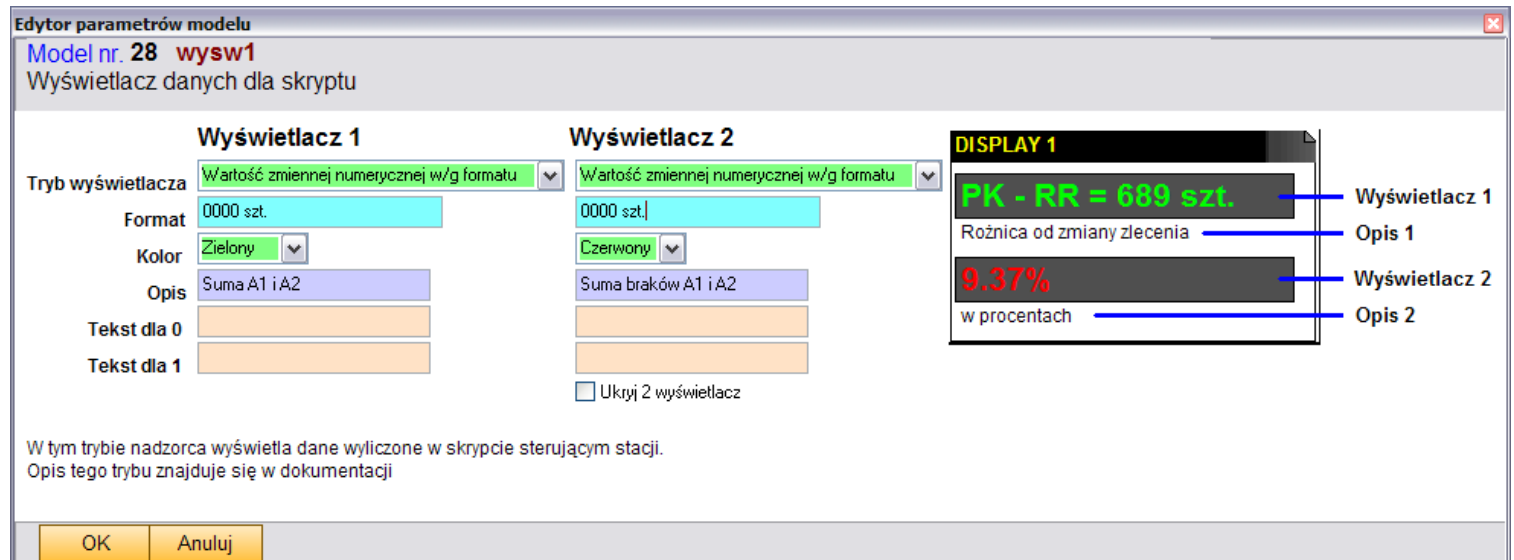 Edytor parametrów modelu
Model nr. 28 wysw1
Wyświetlacz danych dla skryptu
Wyświetlacz 1 Wyświetlacz 2
Tryb wyświetlacza Wartość zmiennej numerycznej w/g formatu Wartość zmiennej numerycznej w/g formatu
Format 0000 szt. 0000 szt.
Kolor Zielony Czerwony
Opis Suma A1 i A2 Suma braków A1 i A2
Tekst dla 0
Tekst dla 1
Ukryj 2 wyświetlacz
DISPLAY 1
PK - RR = 689 szt. Wyświetlacz 1
Rożnica od zmiany zlecenia Opis 1
9.37% Wyświetlacz 2
w procentach Opis 2
W tym trybie nadzorca wyświetla dane wyliczone w skrypcie sterującym stacji.
Opis tego trybu znajduje się w dokumentacji
OK Anuluj